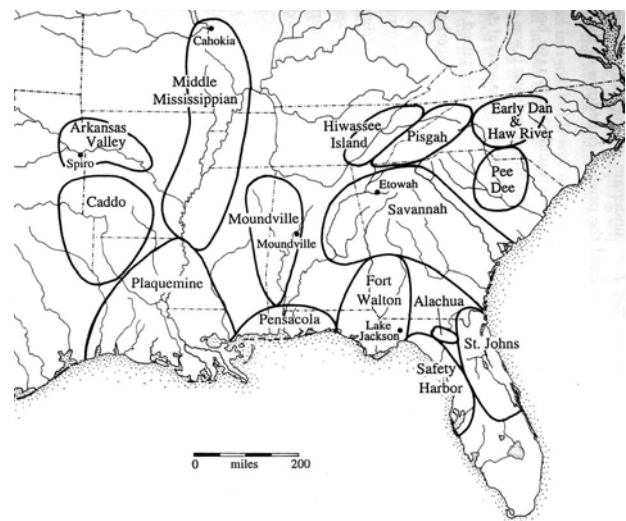 Cahokia
Middle
Mississippian
Arkansas
Valley
Spiro
Caddo
Plaquemine
Moundville
Moundville
Pensacola
Hiwassee
Island
Pisgah
Early Dan
&
Haw River
Pee
Dee
Etowah
Savannah
Fort
Walton
Lake
Jackson
Alachua
St. Johns
Safety
Harbor
0 miles 200